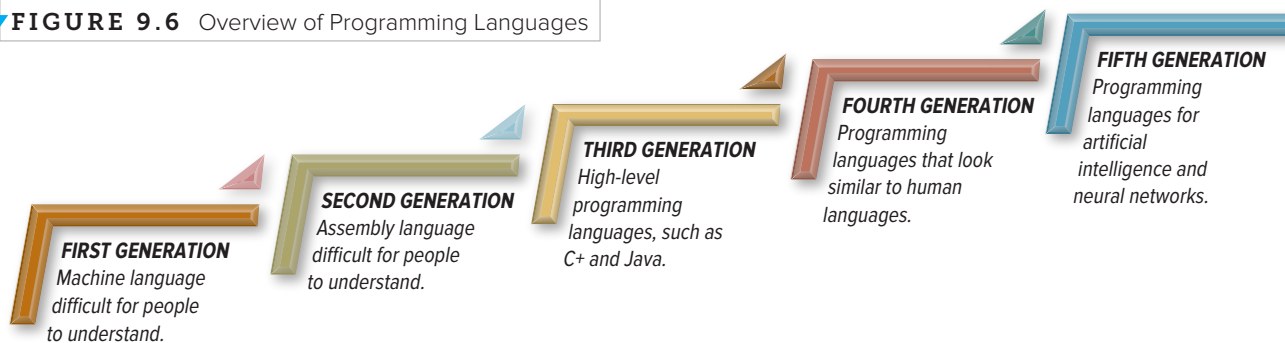 FIGURE 9.6 Overview of Programming Languages
FIRST GENERATION
Machine language
difficult for people
to understand.
SECOND GENERATION
Assembly language
difficult for people
to understand.
THIRD GENERATION
High-level
programming
languages, such as
C+ and Java.
FOURTH GENERATION
Programming
languages that look
similar to human
languages.
FIFTH GENERATION
Programming
languages for
artificial
intelligence and
neural networks.